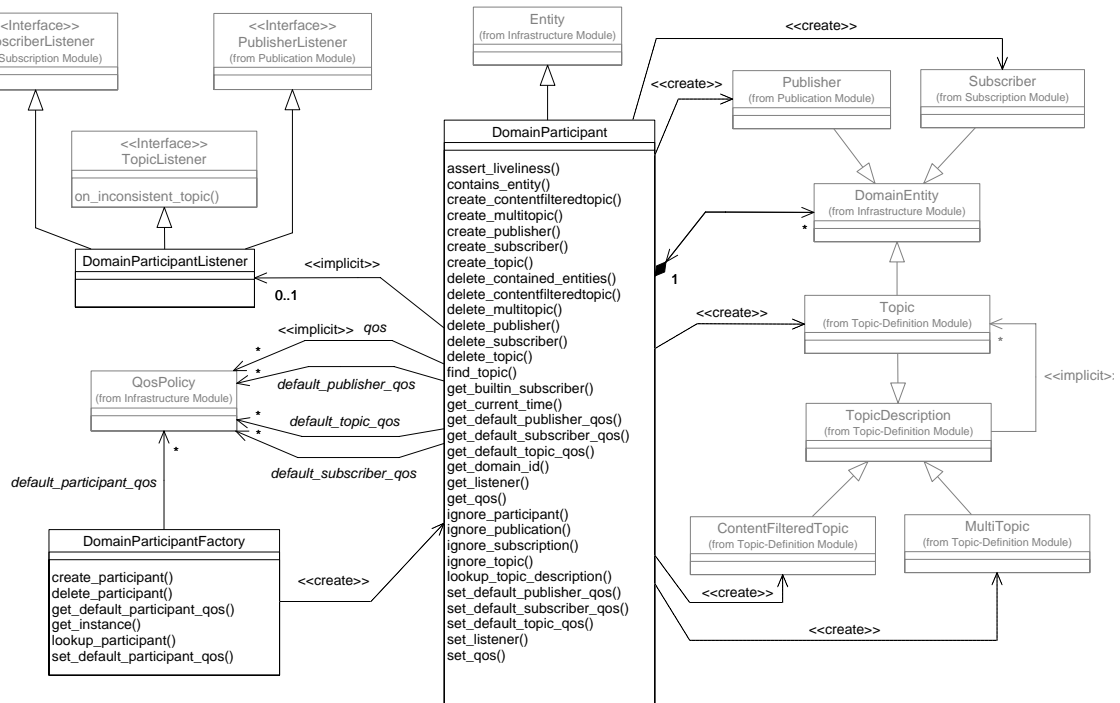 <<Interface>>
SubscriberListener
Subscription Module)
<<Interface>>
PublisherListener
(from Publication Module)
<<Interface>>
TopicListener
on_inconsistent_topic()
DomainParticipantListener
<<implicit>>
0..1
<<implicit>>
qos
*
*
default_publisher_qos
QosPolicy
(from Infrastructure Module)
*
default_topic_qos
*
default_subscriber_qos
*
default_participant_qos
DomainParticipantFactory
create_participant()
delete_participant()
get_default_participant_qos()
get_instance()
lookup_participant()
set_default_participant_qos()
<<create>>
Entity
(from Infrastructure Module)
DomainParticipant
assert_liveliness()
contains_entity()
create_contentfilteredtopic()
create_multitopic()
create_publisher()
create_subscriber()
create_topic()
delete_contained_entities()
delete_contentfilteredtopic()
delete_multitopic()
delete_publisher()
delete_subscriber()
delete_topic()
find_topic()
get_builtin_subscriber()
get_current_time()
get_default_publisher_qos()
get_default_subscriber_qos()
get_default_topic_qos()
get_domain_id()
get_listener()
get_qos()
ignore_participant()
ignore_publication()
ignore_subscription()
ignore_topic()
lookup_topic_description()
set_default_publisher_qos()
set_default_subscriber_qos()
set_default_topic_qos()
set_listener()
set_qos()
<<create>>
<<create>>
Publisher
(from Publication Module)
Subscriber
(from Subscription Module)
DomainEntity
(from Infrastructure Module)
*
1
<<create>>
Topic
(from Topic-Definition Module)
*
<<implicit>>
TopicDescription
(from Topic-Definition Module)
ContentFilteredTopic
(from Topic-Definition Module)
MultiTopic
(from Topic-Definition Module)
<<create>>
<<create>>